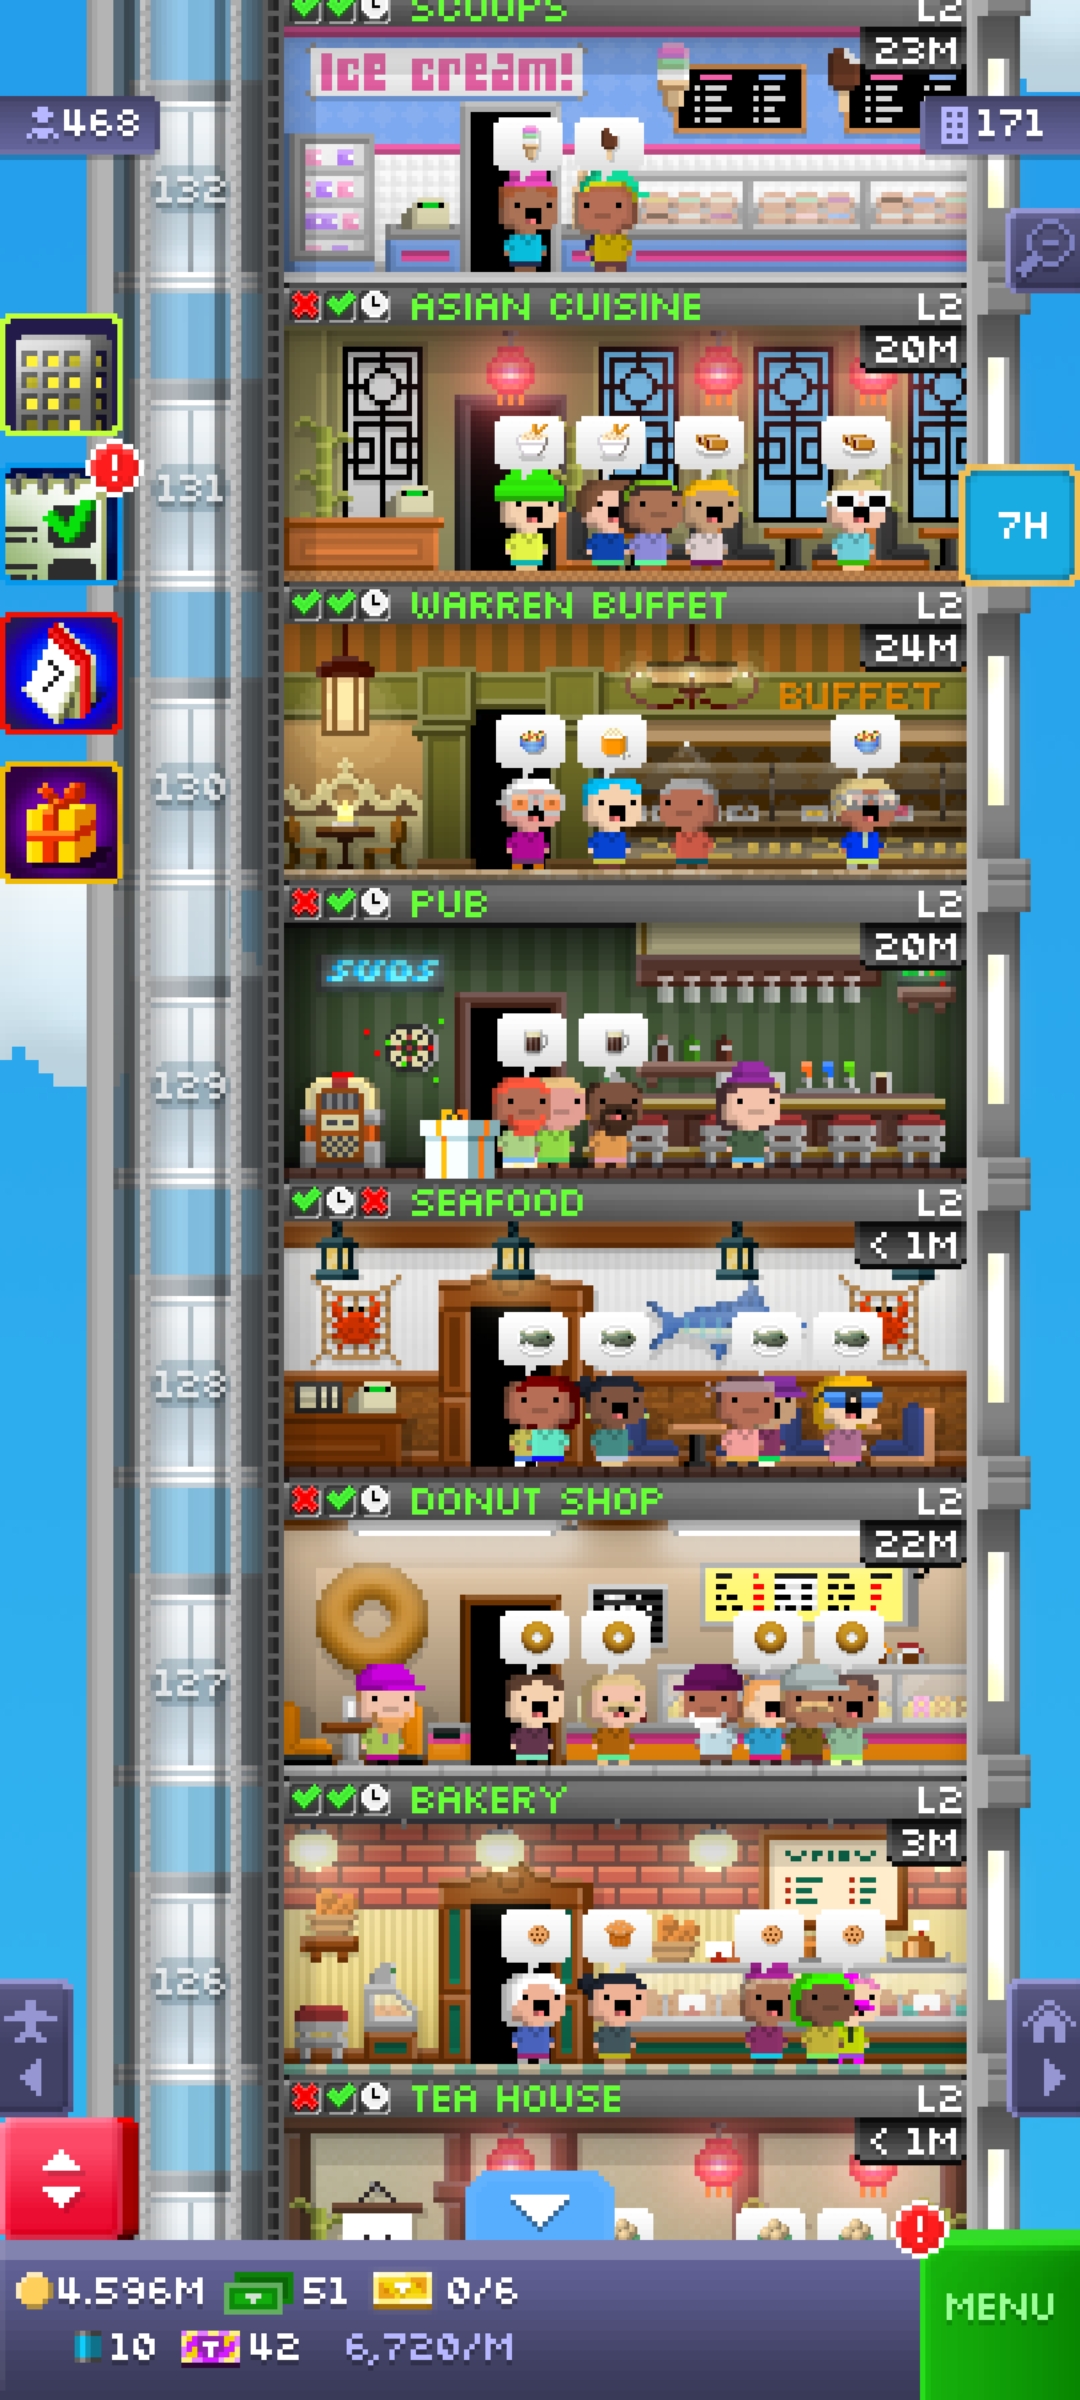 SCOOPS L2
23M
Ice cream!
468
171
132
ASIAN CUISINE L2
20M
131
7H
WARREN BUFFET L2
24M
BUFFET
7
130
PUB L2
20M
SUDS
129
SEAFOOD L2
< 1M
128
DONUT SHOP L2
22M
127
BAKERY L2
3M
126
TEA HOUSE L2
< 1M
4.596M 51 0/6
MENU
10 T 42 6,720/M